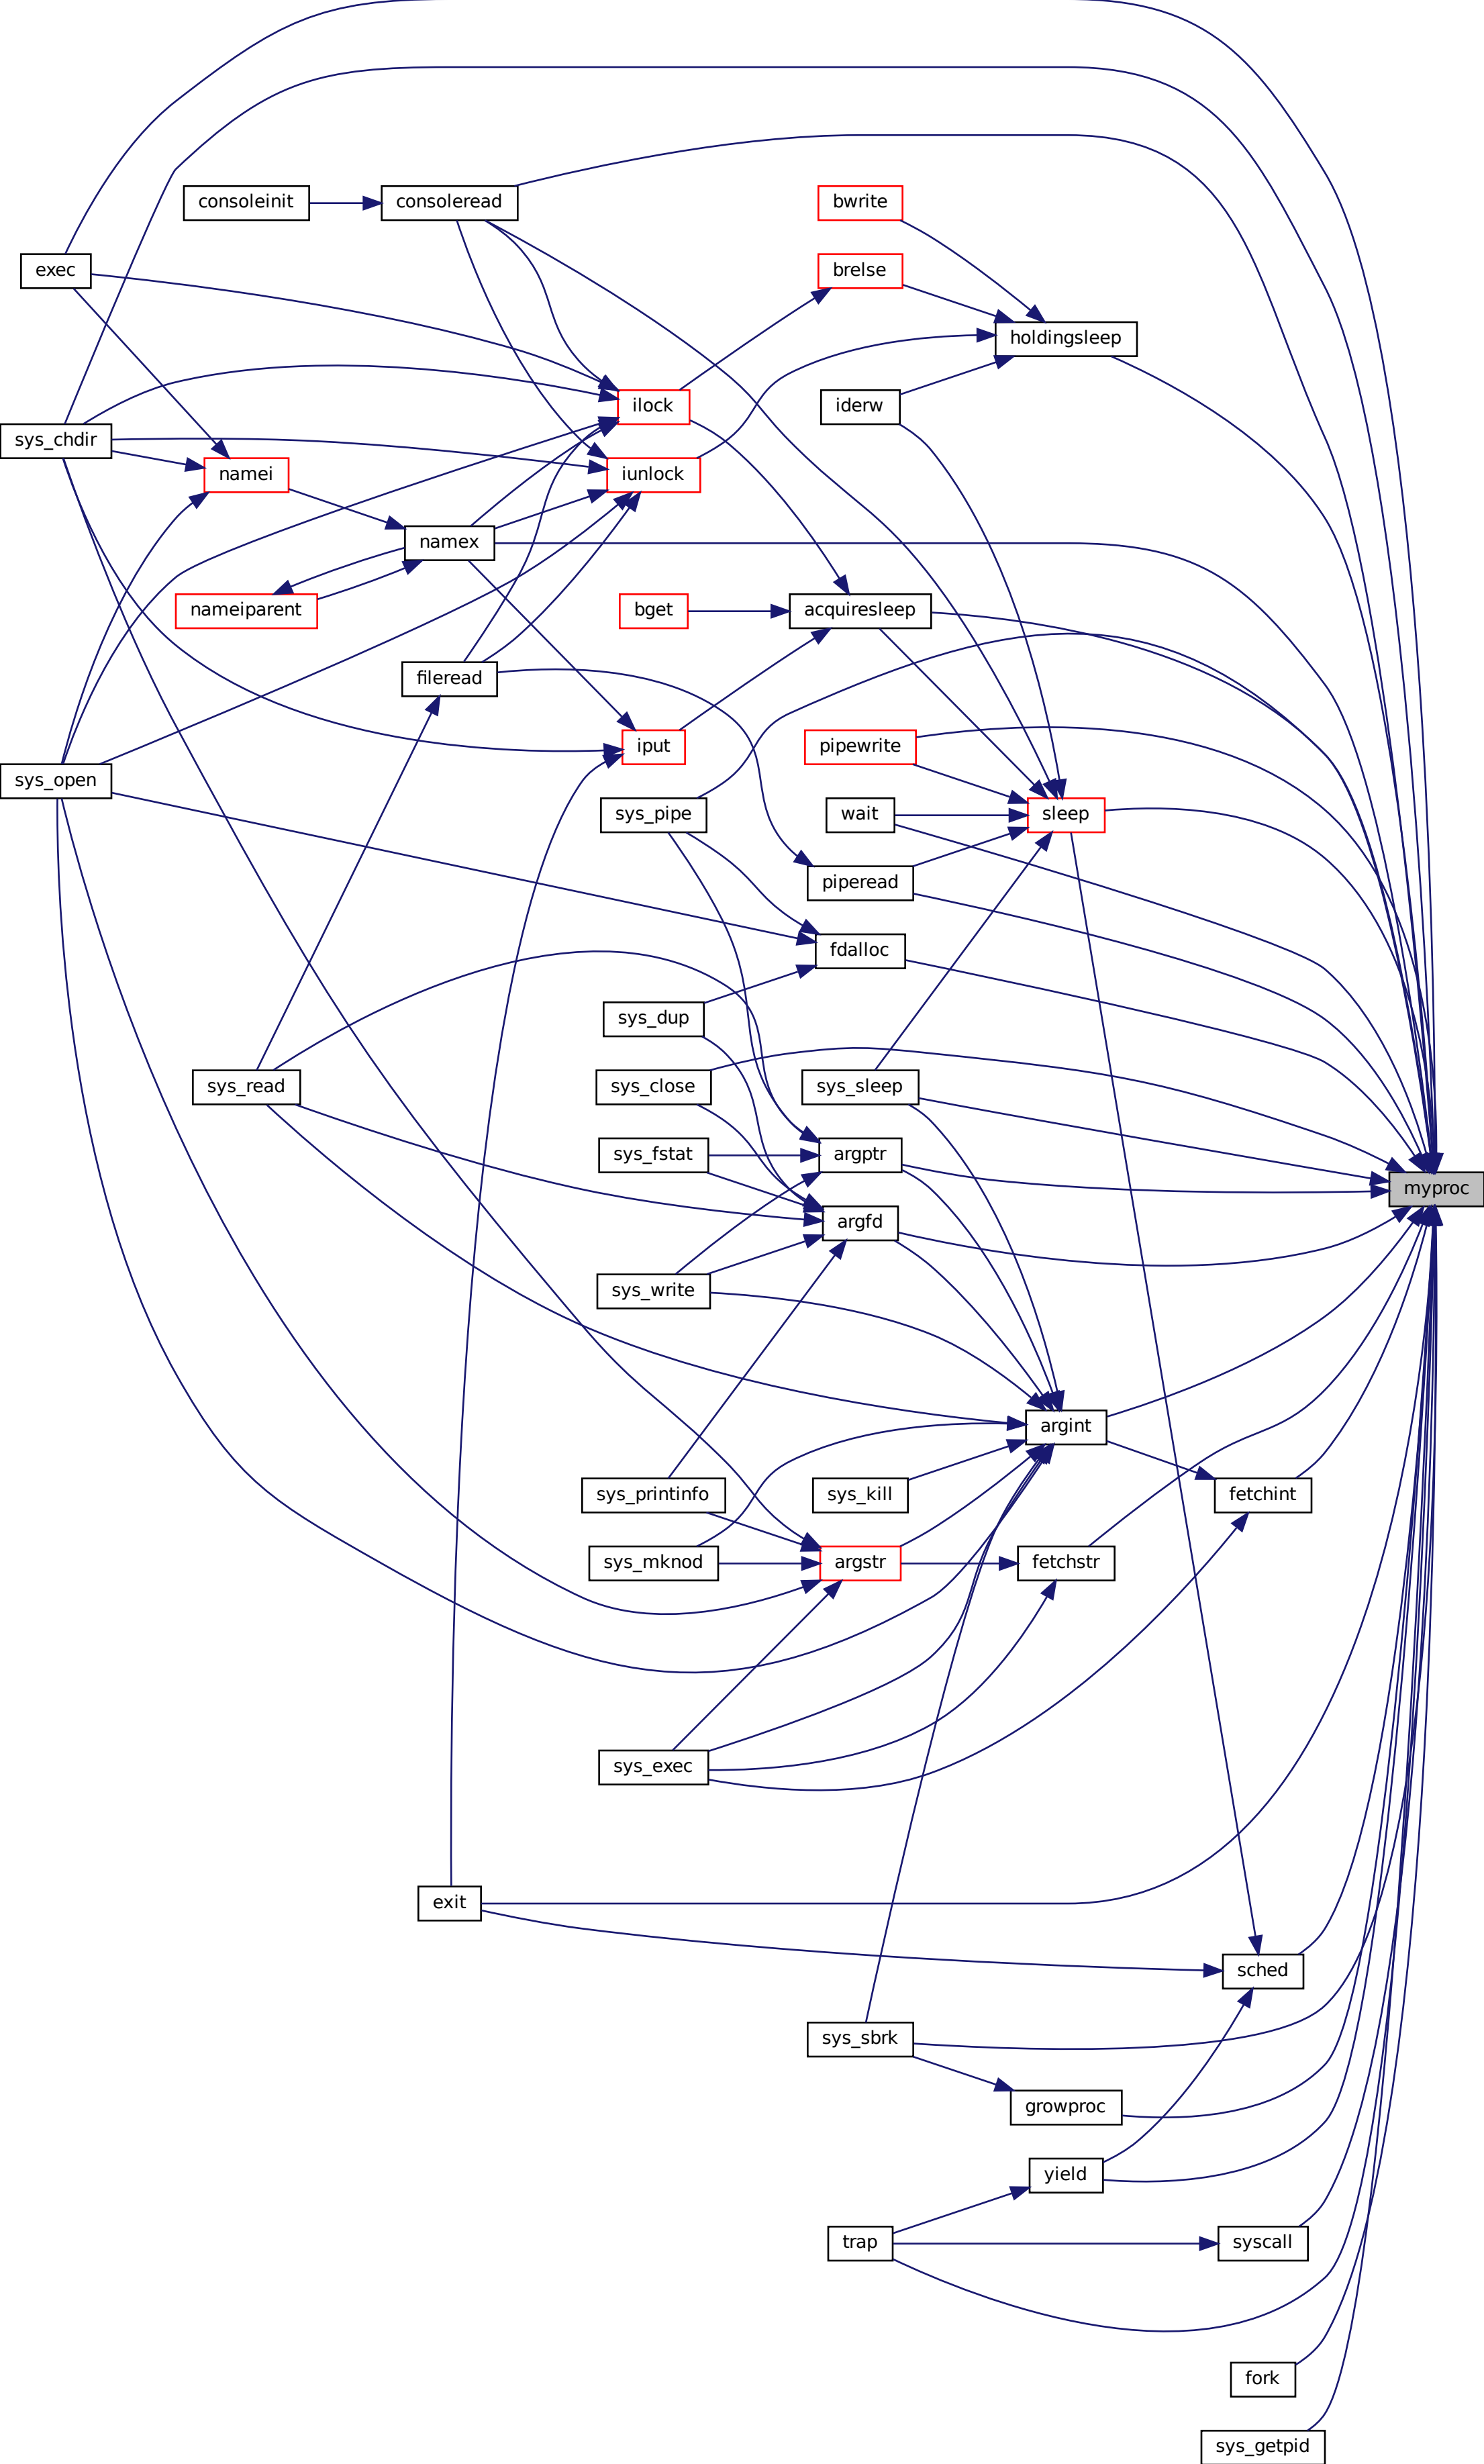 consoleinit
consoleread
bwrite
exec
brelse
holdingsleep
ilock
iderw
sys_chdir
namei
iunlock
namex
nameiparent
bget
acquiresleep
fileread
iput
pipewrite
sys_open
sys_pipe
wait
sleep
piperead
fdalloc
sys_dup
sys_read
sys_close
sys_sleep
sys_fstat
argptr
myproc
argfd
sys_write
argint
sys_printinfo
sys_kill
fetchint
sys_mknod
argstr
fetchstr
sys_exec
exit
sched
sys_sbrk
growproc
yield
trap
syscall
fork
sys_getpid